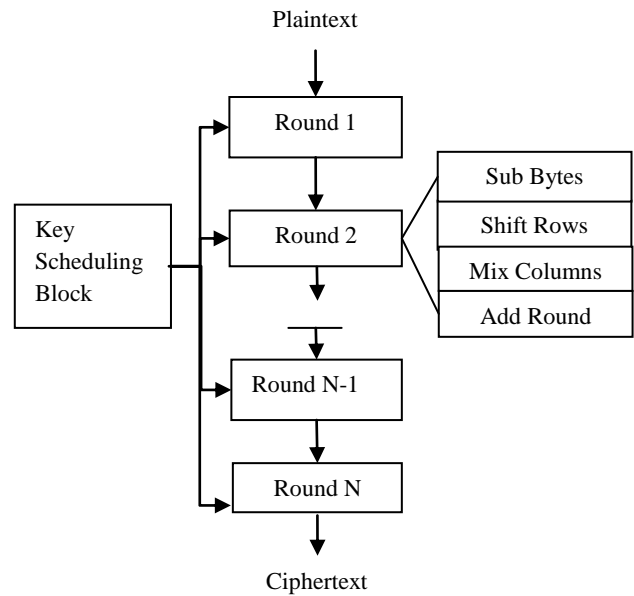 Plaintext
Round 1
Sub Bytes
Shift Rows
Key
Scheduling
Block
Round 2
Mix Columns
Add Round
Round N-1
Round N
Ciphertext